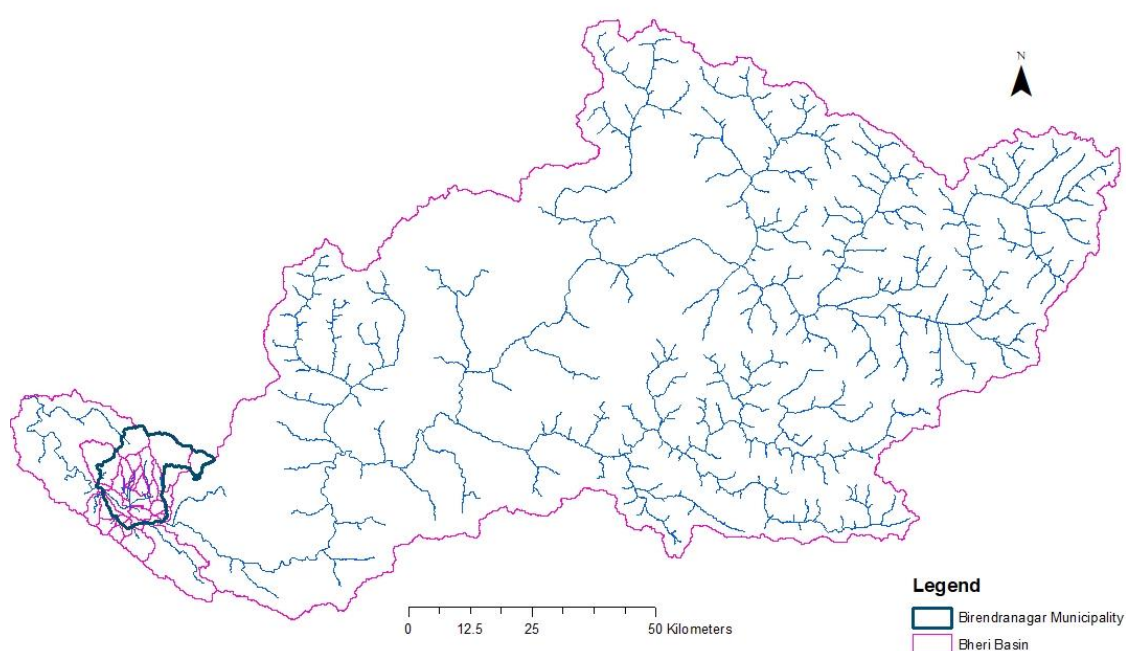 N
Legend
Birendranagar Municipality
Bheri Basin
0 12.5 25 50 Kilometers